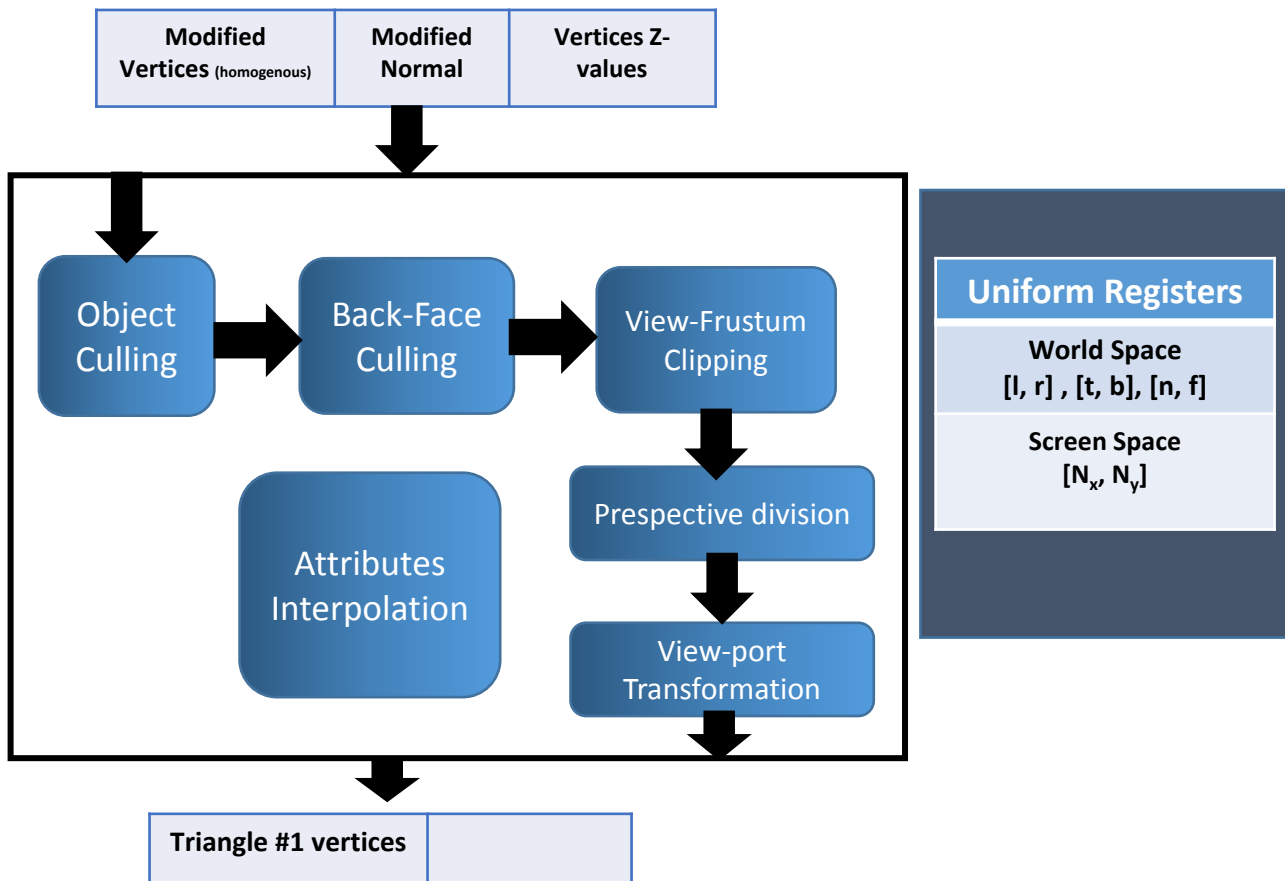 Modified
Vertices (homogenous)
Modified
Normal
Vertices Z-
values
Object
Culling
Back-Face
Culling
View-Frustum
Clipping
Prespective division
Attributes
Interpolation
View-port
Transformation
Uniform Registers
World Space
[l, r] , [t, b], [n, f]
Screen Space
[Nx, Ny]
Triangle #1 vertices